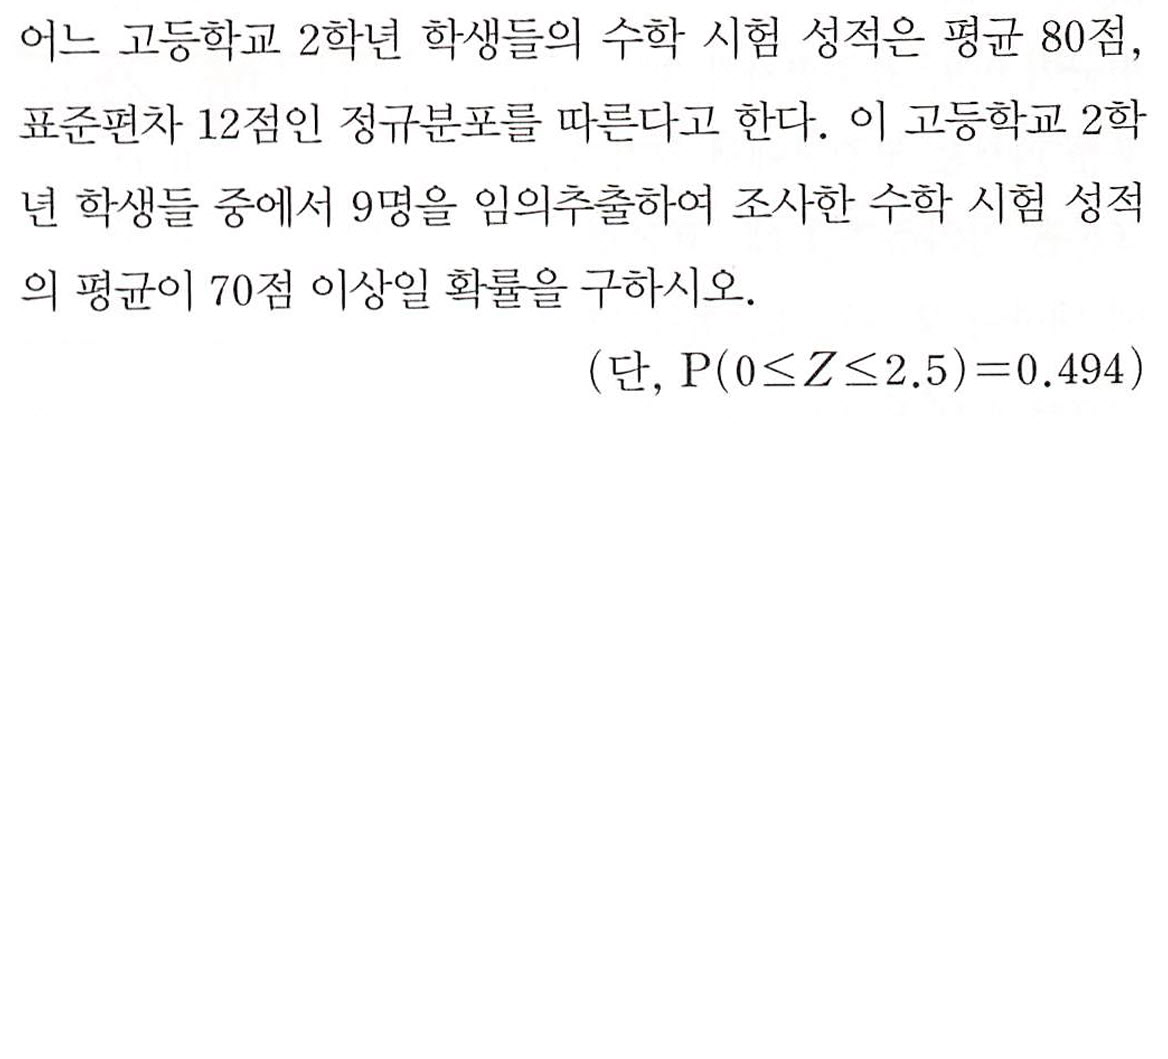 어느 고등학교 2학년 학생들의 수학 시험 성적은 평균 80점,
표준편차 12점인 정규분포를 따른다고 한다. 이 고등학교 2학
년 학생들 중에서 9명을 임의추출하여 조사한 수학 시험 성적
의 평균이 70점 이상일 확률을 구하시오.
(단, P(0≤Z≤2.5)=0.494)